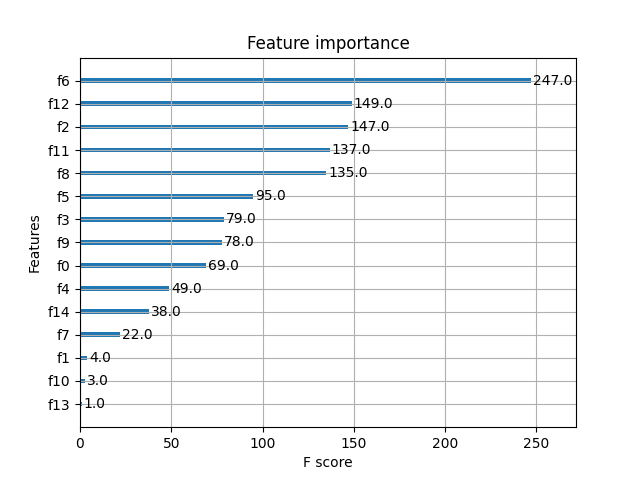 Feature importance
f6 247.0
f12 149.0
f2 147.0
f11 137.0
f8 135.0
f5 95.0
f3 79.0
f9 78.0
f0 69.0
f4 49.0
f14 38.0
f7 22.0
f1 4.0
f10 3.0
f13 1.0
0 50 100 150 200 250
F score
Features